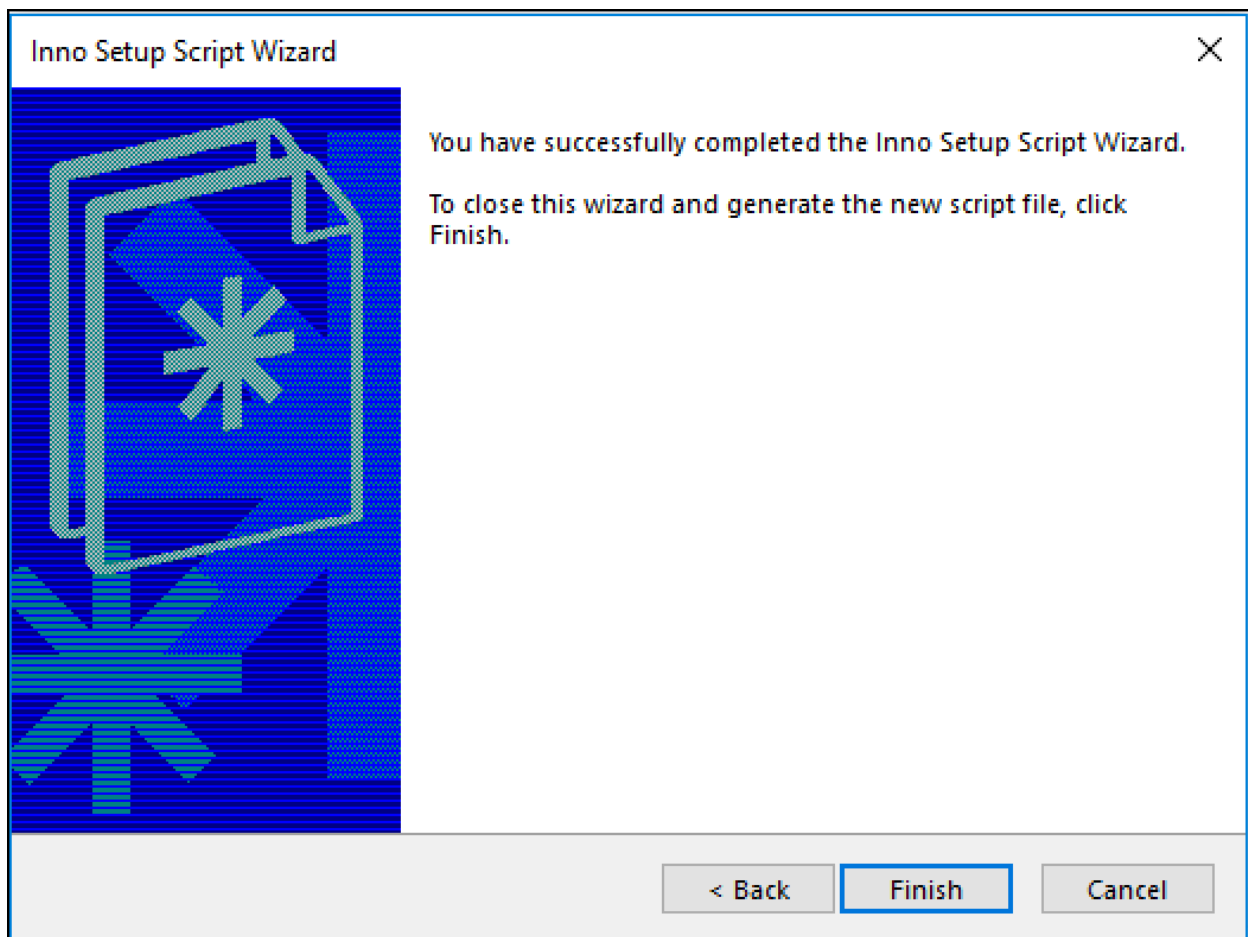 Inno Setup Script Wizard
You have successfully completed the Inno Setup Script Wizard.
To close this wizard and generate the new script file, click
Finish.
< Back
Finish
Cancel